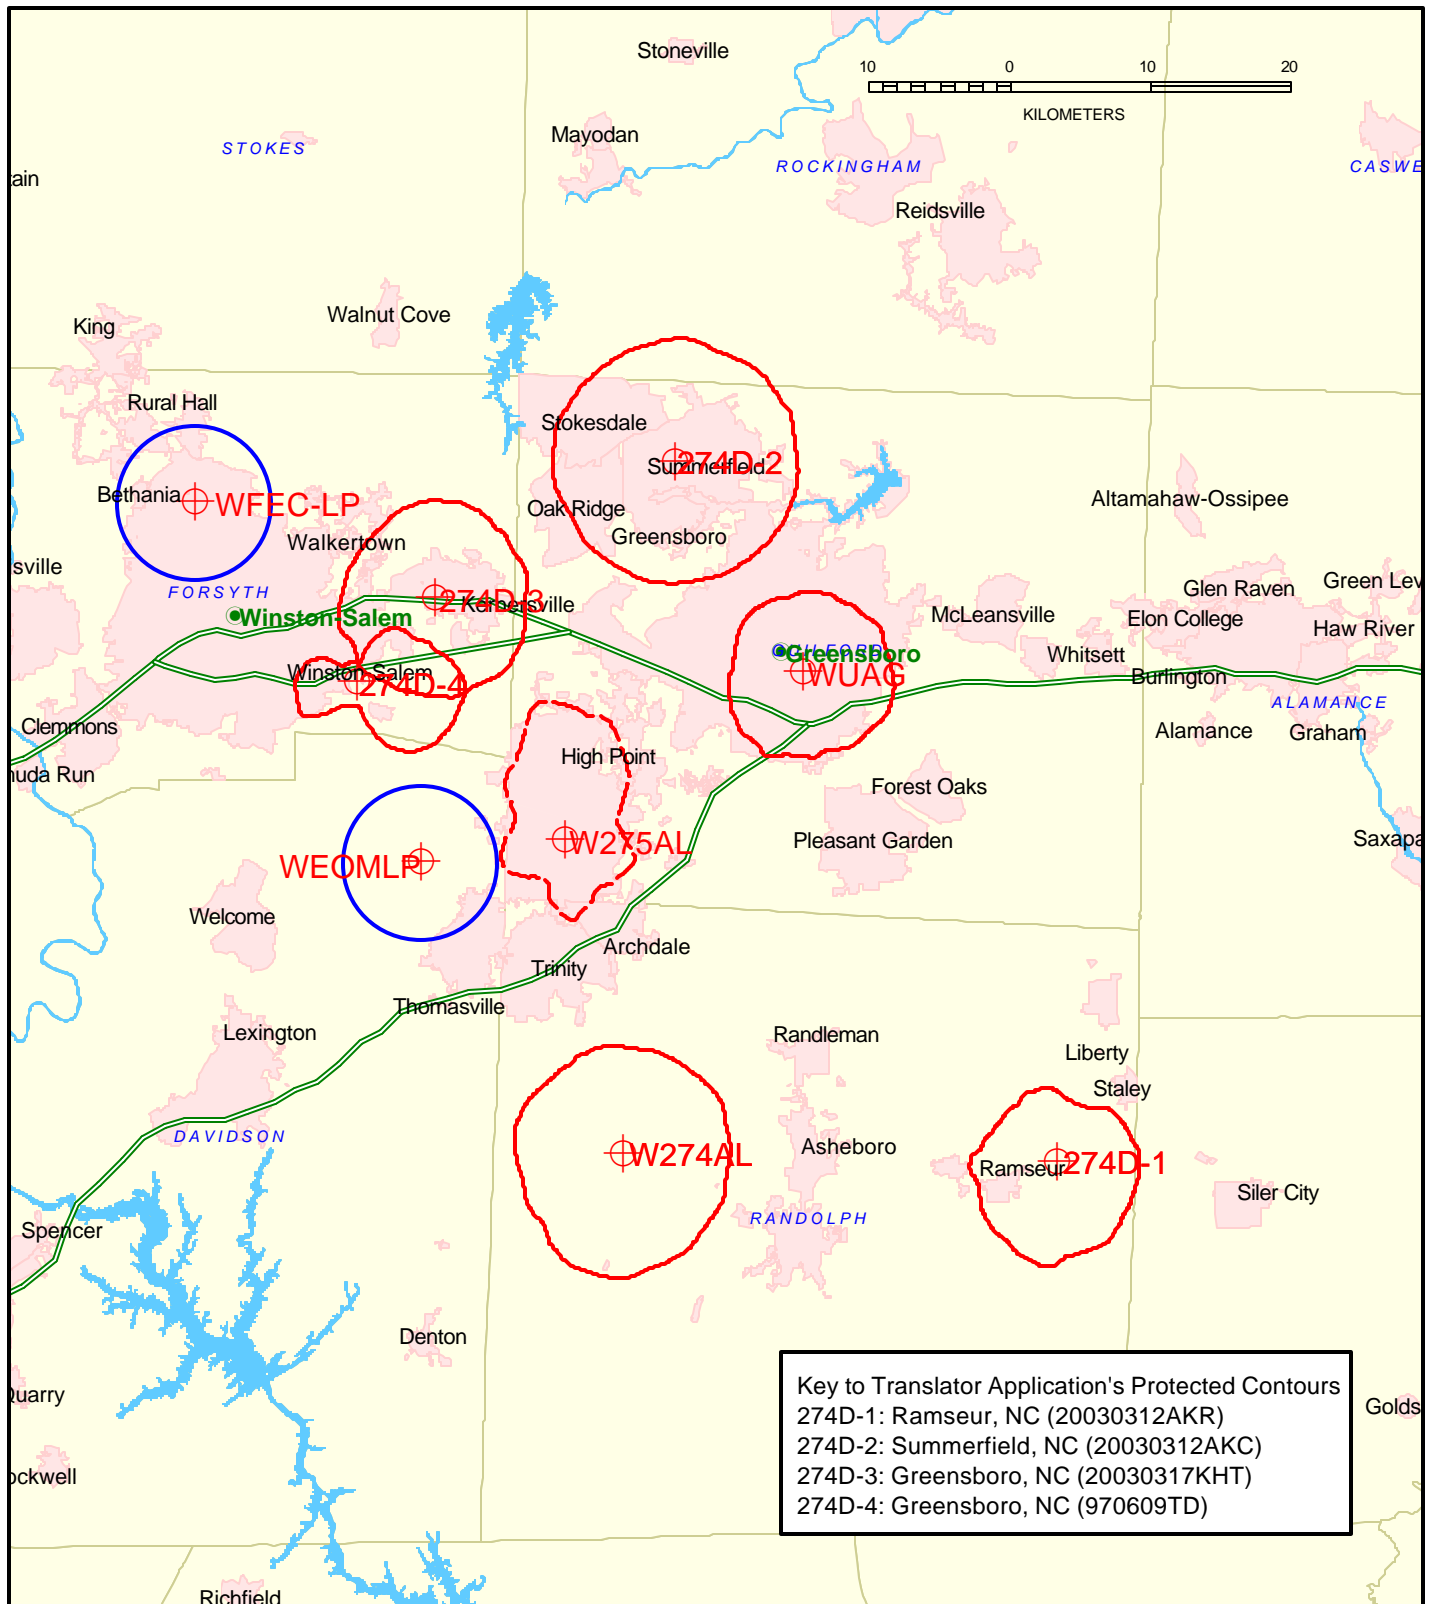 Stoneville
10 0 10 20
KILOMETERS
Mayodan
STOKES
ROCKINGHAM
CASWE
tain
Reidsville
Walnut Cove
King
Rural Hall
Stokesdale
274D-2
Summerfield
Bethania
WFEC-LP
Oak Ridge
Altamahaw-Ossipee
Greensboro
Walkertown
sville
FORSYTH
274D-3
Kernersville
Glen Raven
Green Lev
Winston-Salem
McLeansville
Elon College
Haw River
GUILFORD
Greensboro
Whitsett
Winston-Salem
274D-4
WUAG
Burlington
ALAMANCE
Clemmons
Alamance
Graham
High Point
nuda Run
Forest Oaks
W275AL
Pleasant Garden
Saxapa
WEOMLP
Welcome
Archdale
Trinity
Thomasville
Lexington
Randleman
Liberty
Staley
DAVIDSON
Asheboro
W274AL
Ramseur
274D-1
Siler City
RANDOLPH
Spencer
Denton
Key to Translator Application's Protected Contours
274D-1: Ramseur, NC (20030312AKR)
274D-2: Summerfield, NC (20030312AKC)
274D-3: Greensboro, NC (20030317KHT)
274D-4: Greensboro, NC (970609TD)
Quarry
Golds
ockwell
Richfield